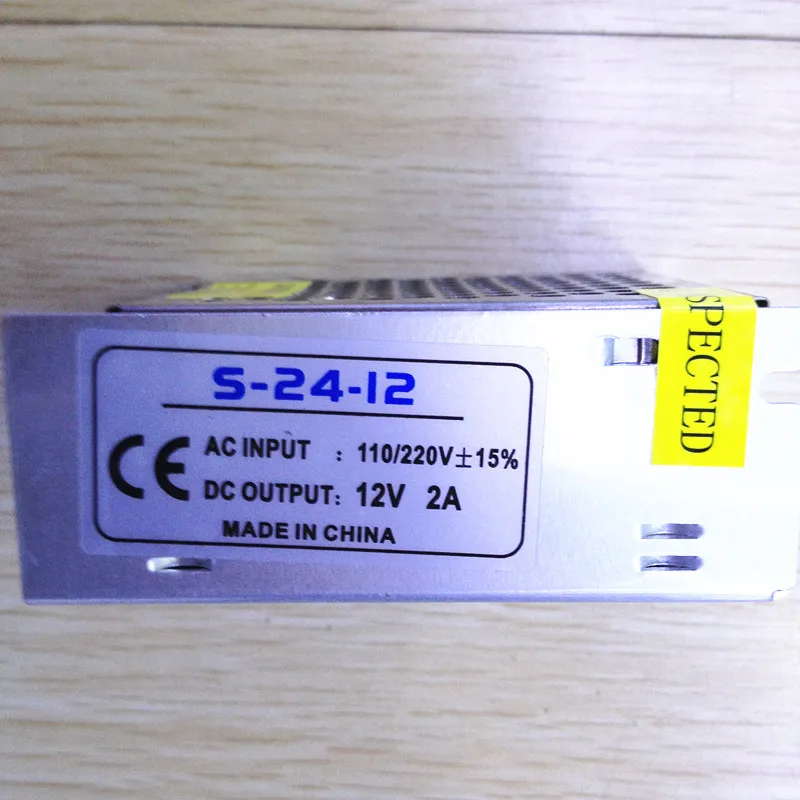 S-24-12
CE
AC INPUT : 110/220V±15%
DC OUTPUT: 12V 2A
MADE IN CHINA
SPECTED